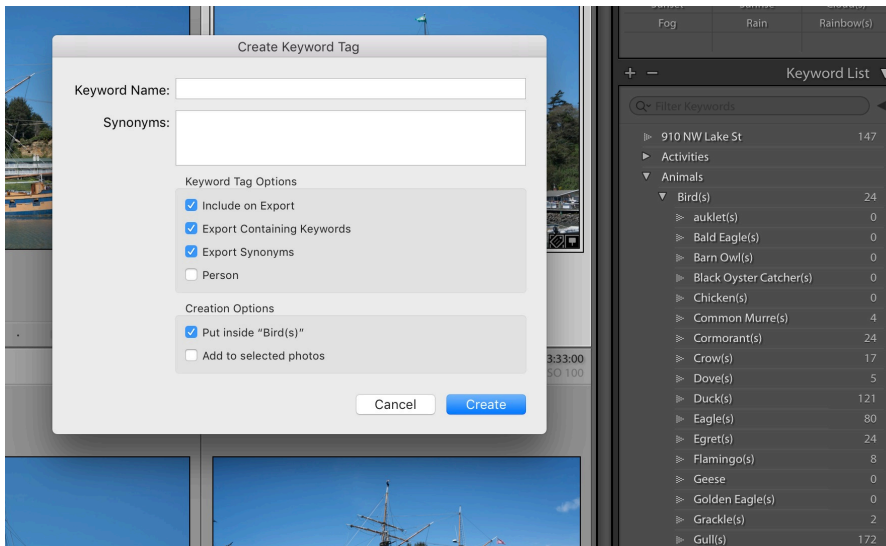 Create Keyword Tag
Keyword Name:
Synonyms:
Keyword Tag Options
Include on Export
Export Containing Keywords
Export Synonyms
Person
Creation Options
Put inside “Bird(s)”
Add to selected photos
Cancel Create
3:33:00
ISO 100
Fog Rain Rainbow(s)
+ − Keyword List
Filter Keywords
910 NW Lake St 147
Activities
Animals
Bird(s) 24
auklet(s) 0
Bald Eagle(s) 0
Barn Owl(s) 0
Black Oyster Catcher(s) 0
Chicken(s) 0
Common Murre(s) 4
Cormorant(s) 24
Crow(s) 17
Dove(s) 5
Duck(s) 121
Eagle(s) 80
Egret(s) 24
Flamingo(s) 8
Geese 0
Golden Eagle(s) 0
Grackle(s) 2
Gull(s) 172